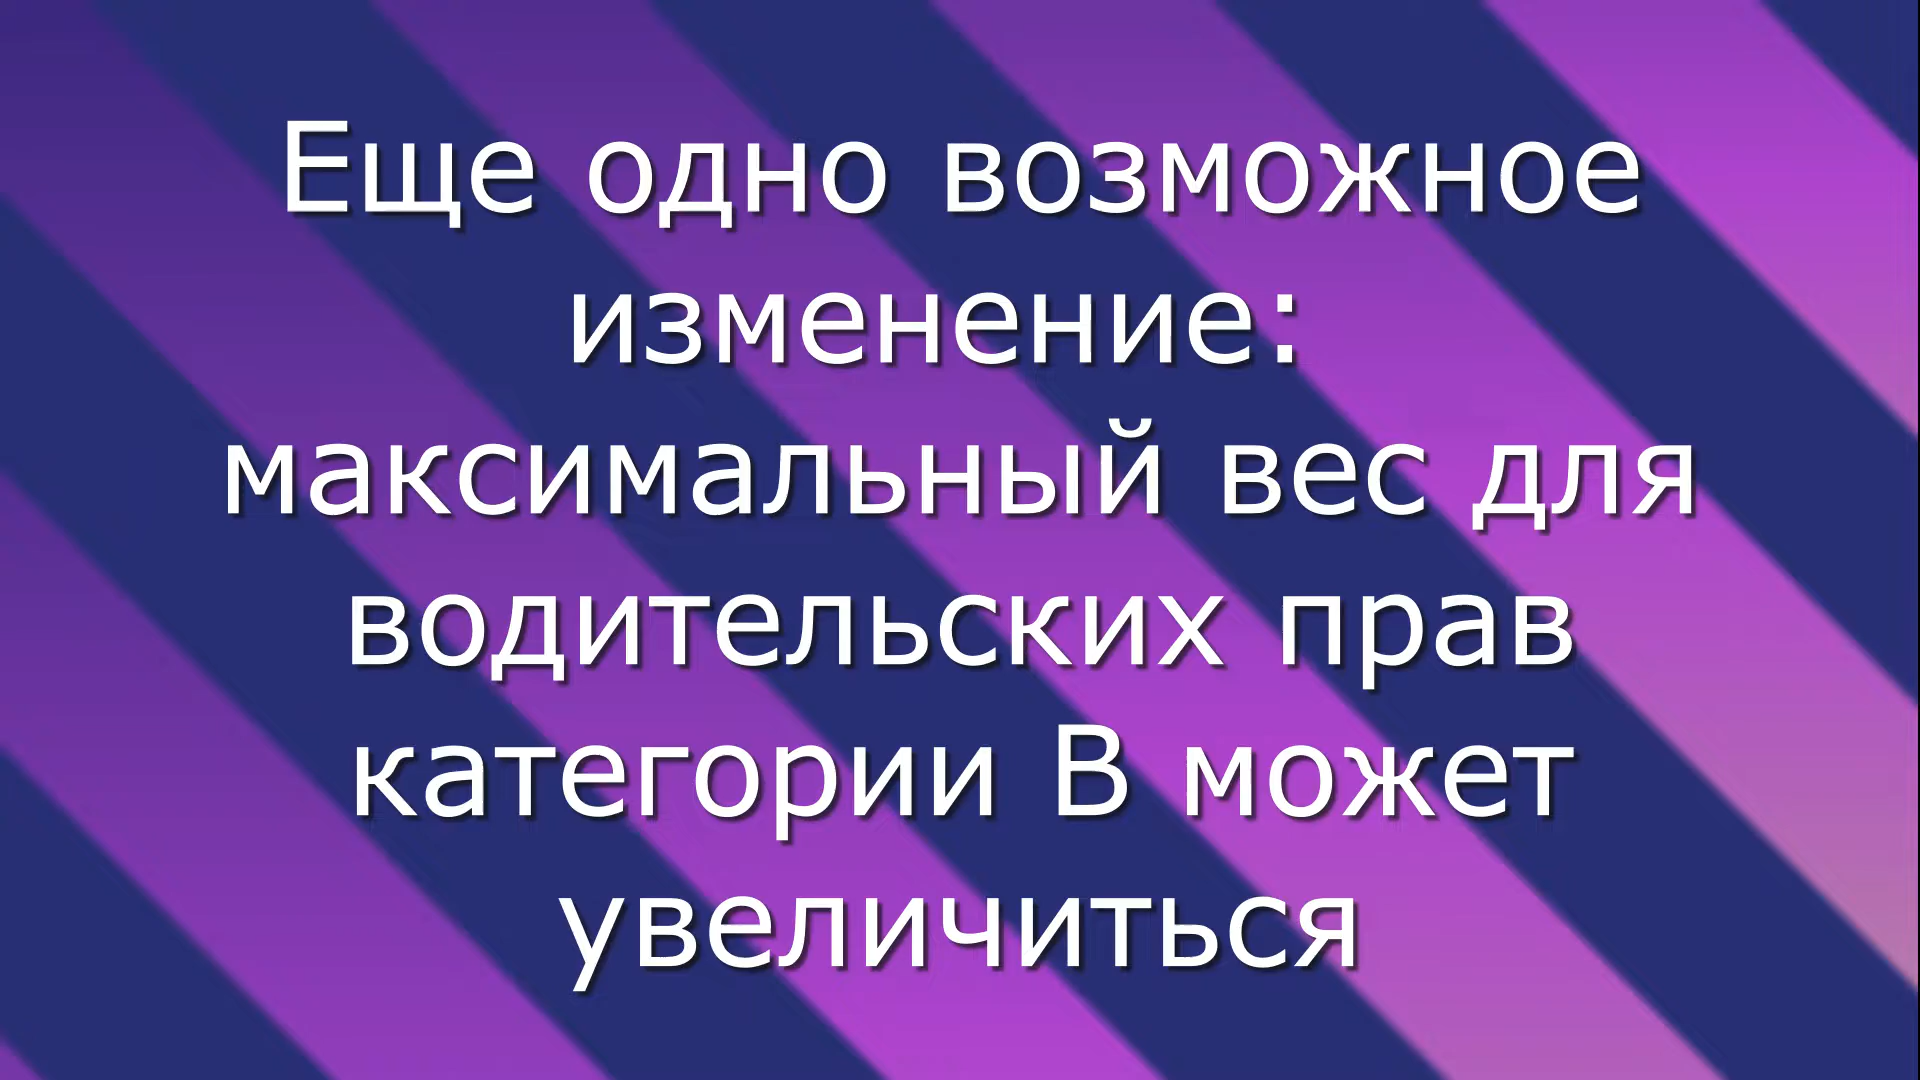 Еще одно возможное
изменение:
максимальный вес для
водительских прав
категории В может
увеличиться